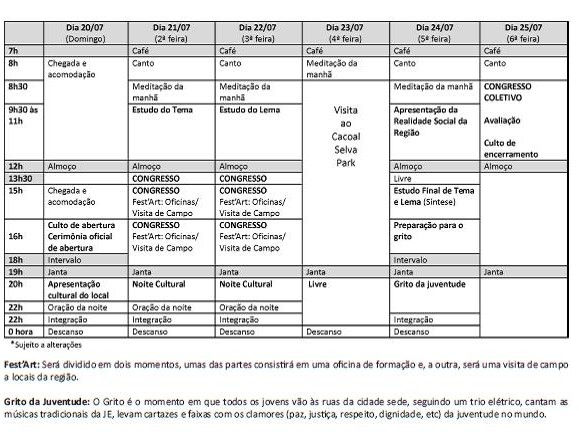 Dia 20/07 Dia 21/07 Dia 22/07 Dia 23/07 Dia 24/07 Dia 25/07
(Domingo) (2ª feira) (3ª feira) (4ª feira) (5ª feira) (6ª feira)
7h Café Café Café Café Café
8h Chegada e Canto Canto Meditação da Canto Canto
acomodação manhã
8h30 Meditação da Meditação da Meditação da manhã CONGRESSO
manhã manhã COLETIVO
9h30 às Estudo do Tema Estudo do Lema Visita Apresentação da
11h ao Realidade Social da Avaliação
Cacoal Região
Selva Culto de
Park encerramento
12h Almoço Almoço Almoço Almoço Almoço
13h30 CONGRESSO CONGRESSO Livre
15h Chegada e CONGRESSO CONGRESSO Estudo Final de Tema
acomodação Fest'Art: Oficinas/ Fest'Art: Oficinas/ e Lema (Síntese)
Visita de Campo Visita de Campo
Culto de abertura CONGRESSO CONGRESSO Preparação para o
16h Cerimônia oficial Fest'Art: Oficinas/ Fest'Art: Oficinas/ grito
de abertura Visita de Campo Visita de Campo
18h Intervalo Intervalo
19h Janta Janta Janta Janta Janta Janta
20h Apresentação Noite Cultural Noite Cultural Livre Grito da juventude
cultural do local
22h Oração da noite Oração da noite Oração da noite
22h Integração Integração Integração Integração
0 hora Descanso Descanso Descanso Descanso Descanso
*Sujeito a alterações
Fest'Art: Será dividido em dois momentos, umas das partes consistirá em uma oficina de formação e, a outra, será uma visita de campo
a locais da região.
Grito da Juventude: O Grito é o momento em que todos os jovens vão às ruas da cidade sede, seguindo um trio elétrico, cantam as
músicas tradicionais da JE, levam cartazes e faixas com os clamores (paz, justiça, respeito, dignidade, etc) da juventude no mundo.